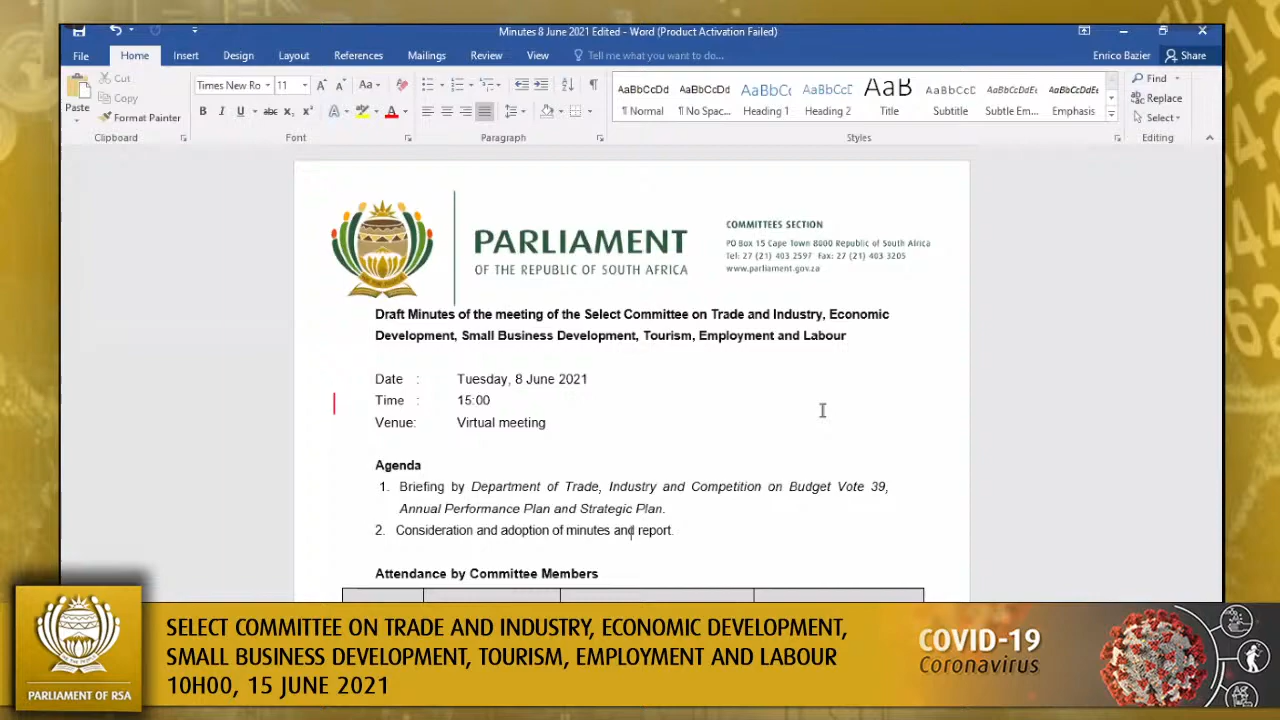 Minutes 8 June 2021 Edited - Word (Product Activation Failed)
File Home Insert Design Layout References Mailings Review View Tell me what you want to do... Enrico Bazier Share
Paste
Cut
Copy
Format Painter
Clipboard
Times New Ro 11
Font
Paragraph
AaBbCcDd AaBbCcDd AaBbC AaBbCcD AaB AaBbCcD AaBbCcDdE AaBbCcDdEe
¶ Normal ¶ No Spac... Heading 1 Heading 2 Title Subtitle Subtle Em... Emphasis
Styles
Find
Replace
Select
Editing
PARLIAMENT
OF THE REPUBLIC OF SOUTH AFRICA
COMMITTEES SECTION
PO Box 15 Cape Town 8000 Republic of South Africa
Tel: 27 (21) 403 2597 Fax: 27 (21) 403 3205
www.parliament.gov.za
Draft Minutes of the meeting of the Select Committee on Trade and Industry, Economic
Development, Small Business Development, Tourism, Employment and Labour
Date : Tuesday, 8 June 2021
Time : 15:00
Venue: Virtual meeting
Agenda
1. Briefing by Department of Trade, Industry and Competition on Budget Vote 39,
Annual Performance Plan and Strategic Plan.
2. Consideration and adoption of minutes and report.
Attendance by Committee Members
PARLIAMENT OF RSA
SELECT COMMITTEE ON TRADE AND INDUSTRY, ECONOMIC DEVELOPMENT,
SMALL BUSINESS DEVELOPMENT, TOURISM, EMPLOYMENT AND LABOUR
10H00, 15 JUNE 2021
COVID-19
Coronavirus